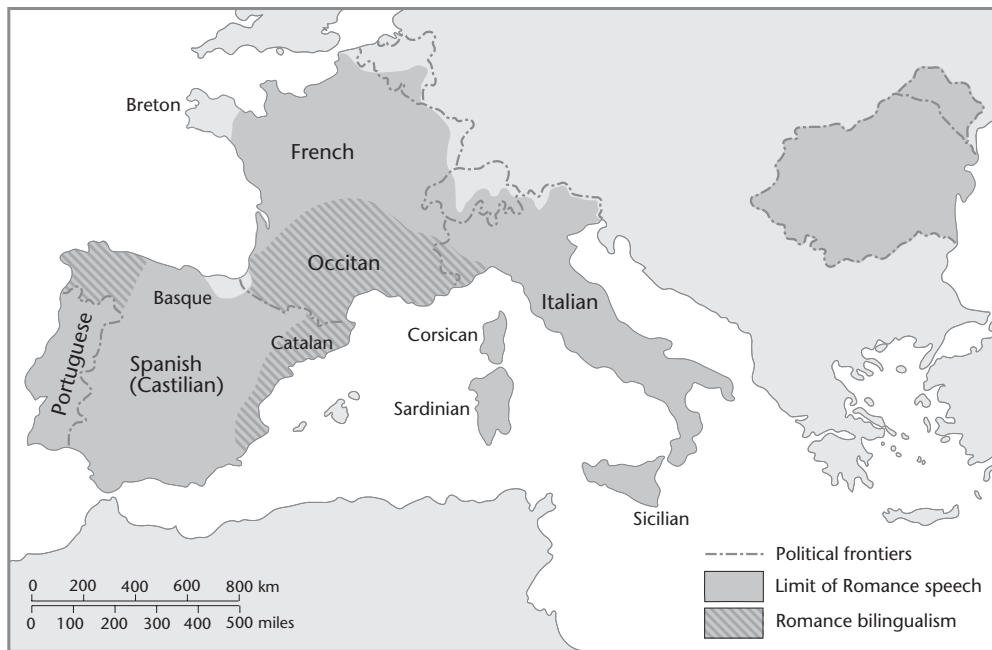 Breton
French
Occitan
Basque
Italian
Portuguese
Catalan
Corsican
Spanish
(Castilian)
Sardinian
Sicilian
Political frontiers
0 200 400 600 800 km
Limit of Romance speech
0 100 200 300 400 500 miles
Romance bilingualism